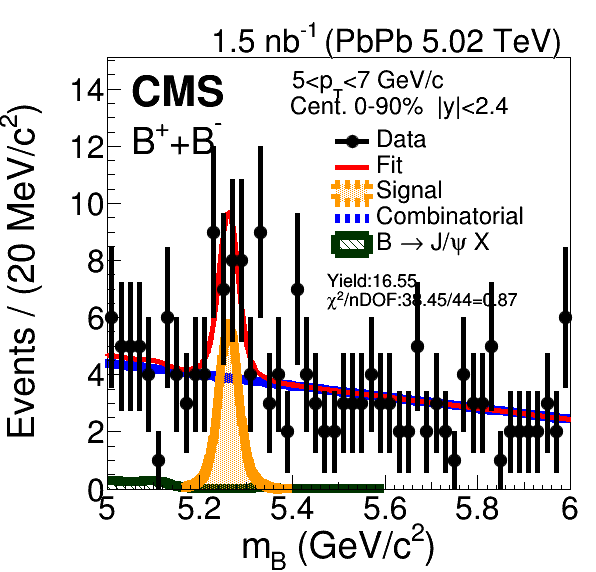 1.5 nb⁻¹ (PbPb 5.02 TeV)
CMS
B⁺+B⁻
5<p_T<7 GeV/c
Cent. 0-90% |y|<2.4
Data
Fit
Signal
Combinatorial
B → J/ψ X
Yield:16.55
χ²/nDOF:38.45/44=0.87
Events / (20 MeV/c²)
14
12
10
8
6
4
2
0
5 5.2 5.4 5.6 5.8 6
m_B (GeV/c²)